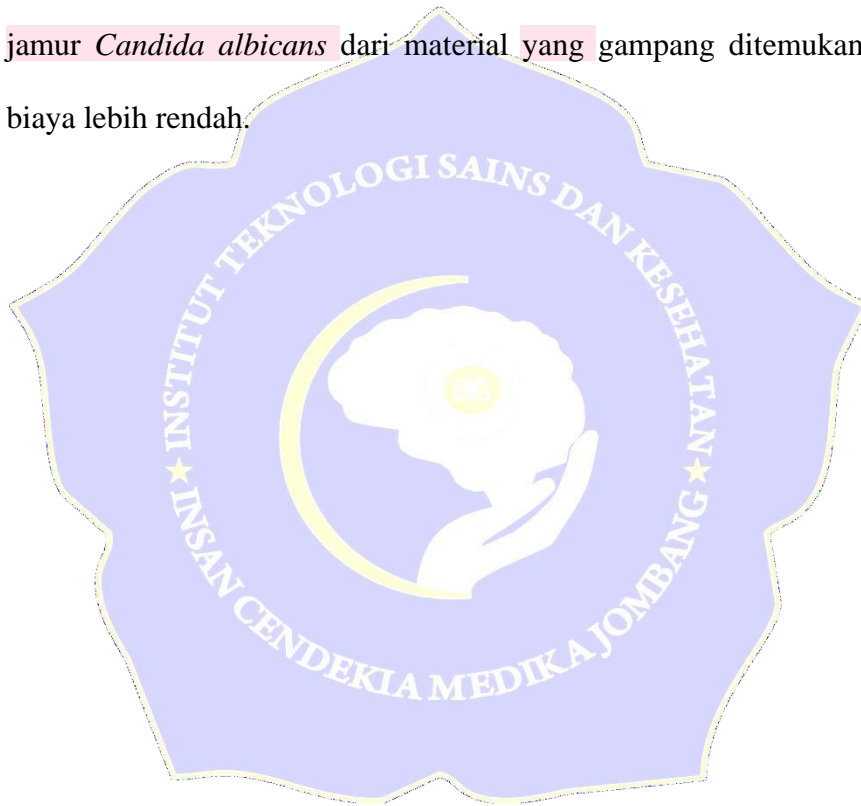 jamur Candida albicans dari material yang gampang ditemukan
biaya lebih rendah.
INSTITUT TEKNOLOGI SAINS DAN KESEHATAN
INSAN CENDEKIA MEDIKA JOMBANG